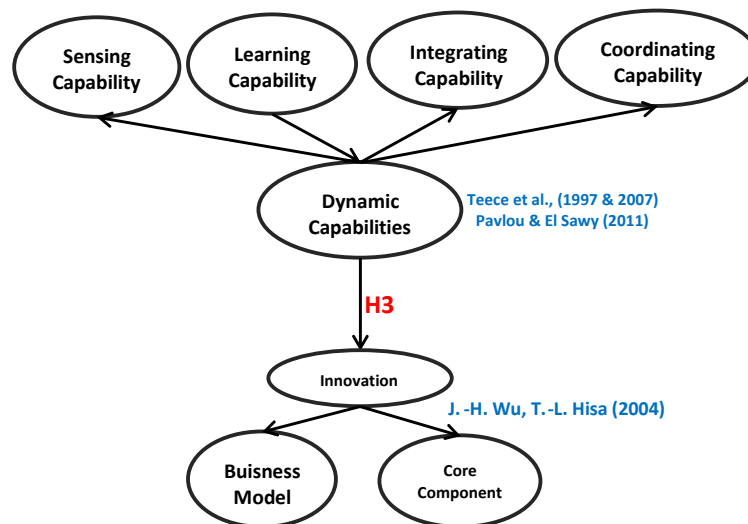 Sensing
Capability
Learning
Capability
Integrating
Capability
Coordinating
Capability
Dynamic
Capabilities
Teece et al., (1997 & 2007)
Pavlou & El Sawy (2011)
H3
Innovation
J. -H. Wu, T.-L. Hisa (2004)
Buisness
Model
Core
Component